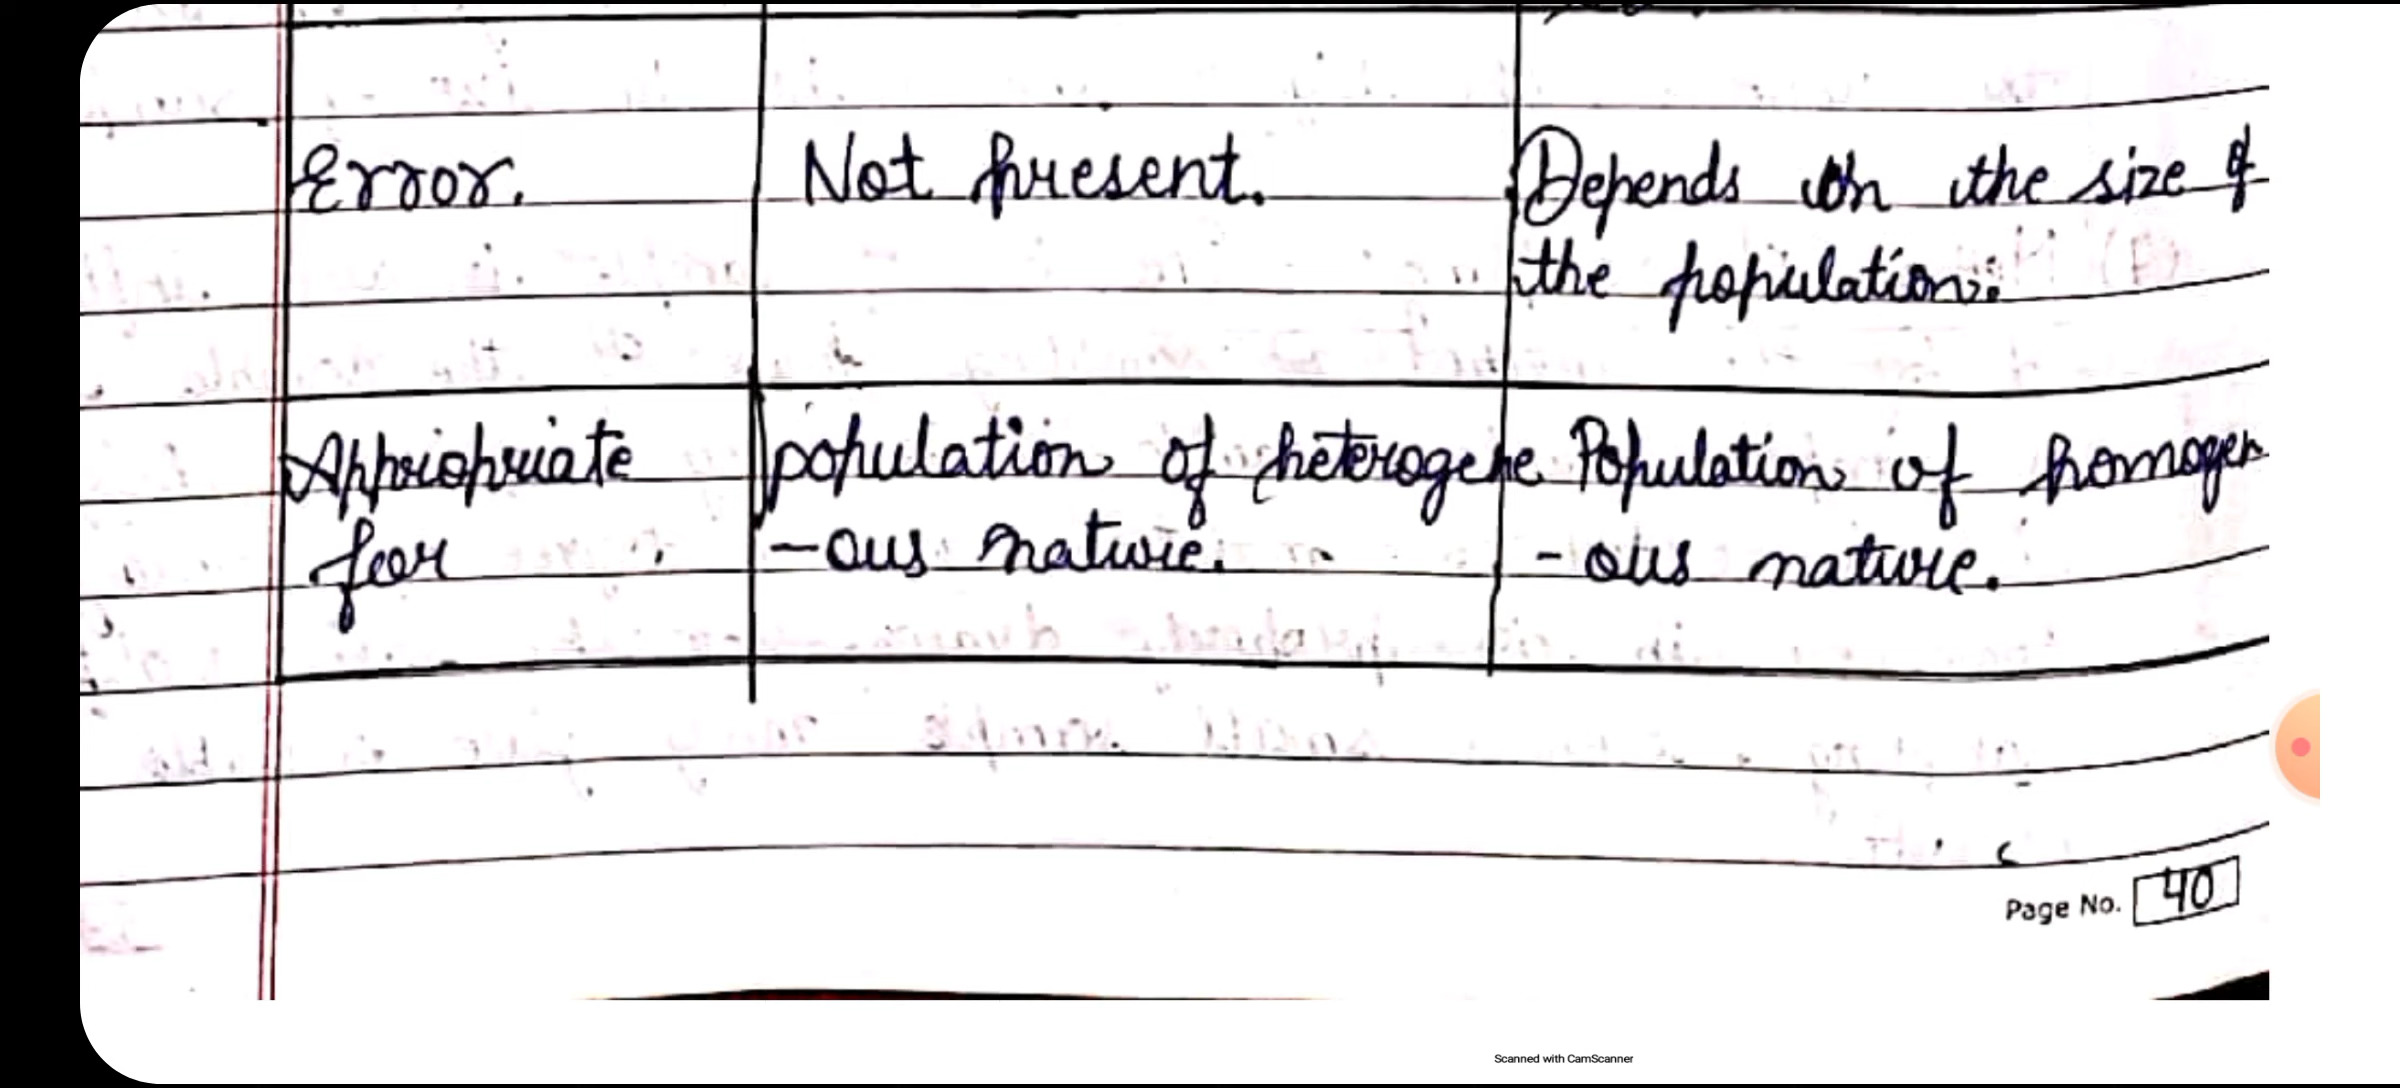 Error.
Not present.
Depends on the size of
the population.
Appropriate
for
population of heterogene
-ous nature.
Population of homogen
-ous nature.
Page No. 40
Scanned with CamScanner